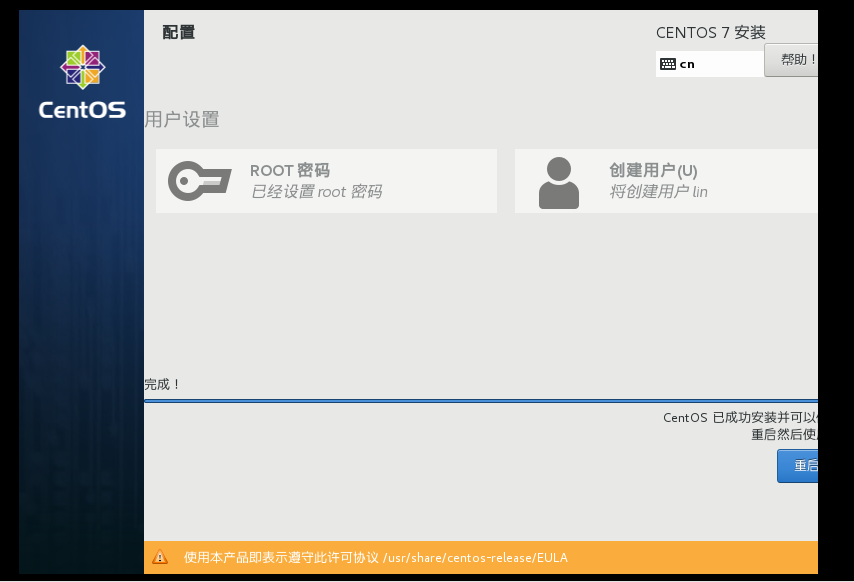 配置
CENTOS 7 安装
cn
帮助！
CentOS
用户设置
ROOT 密码
已经设置 root 密码
创建用户(U)
将创建用户 lin
完成！
CentOS 已成功安装并可以
重启然后使
重启
使用本产品即表示遵守此许可协议 /usr/share/centos-release/EULA